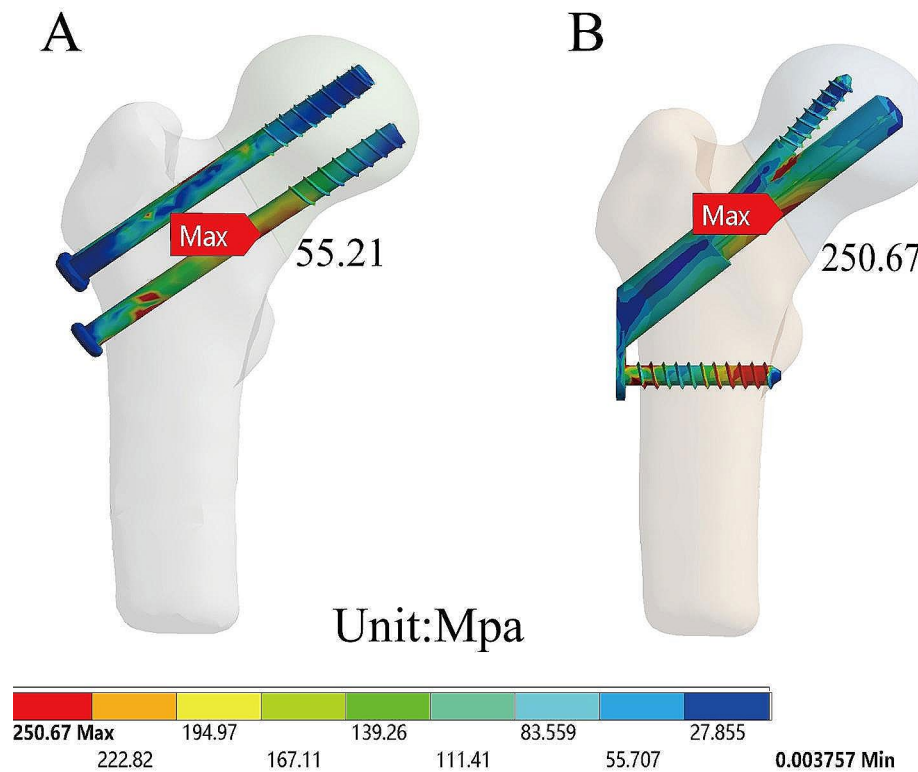 A
B
Max
55.21
Max
250.67
Unit:Mpa
250.67 Max
194.97
139.26
83.559
27.855
222.82
167.11
111.41
55.707
0.003757 Min